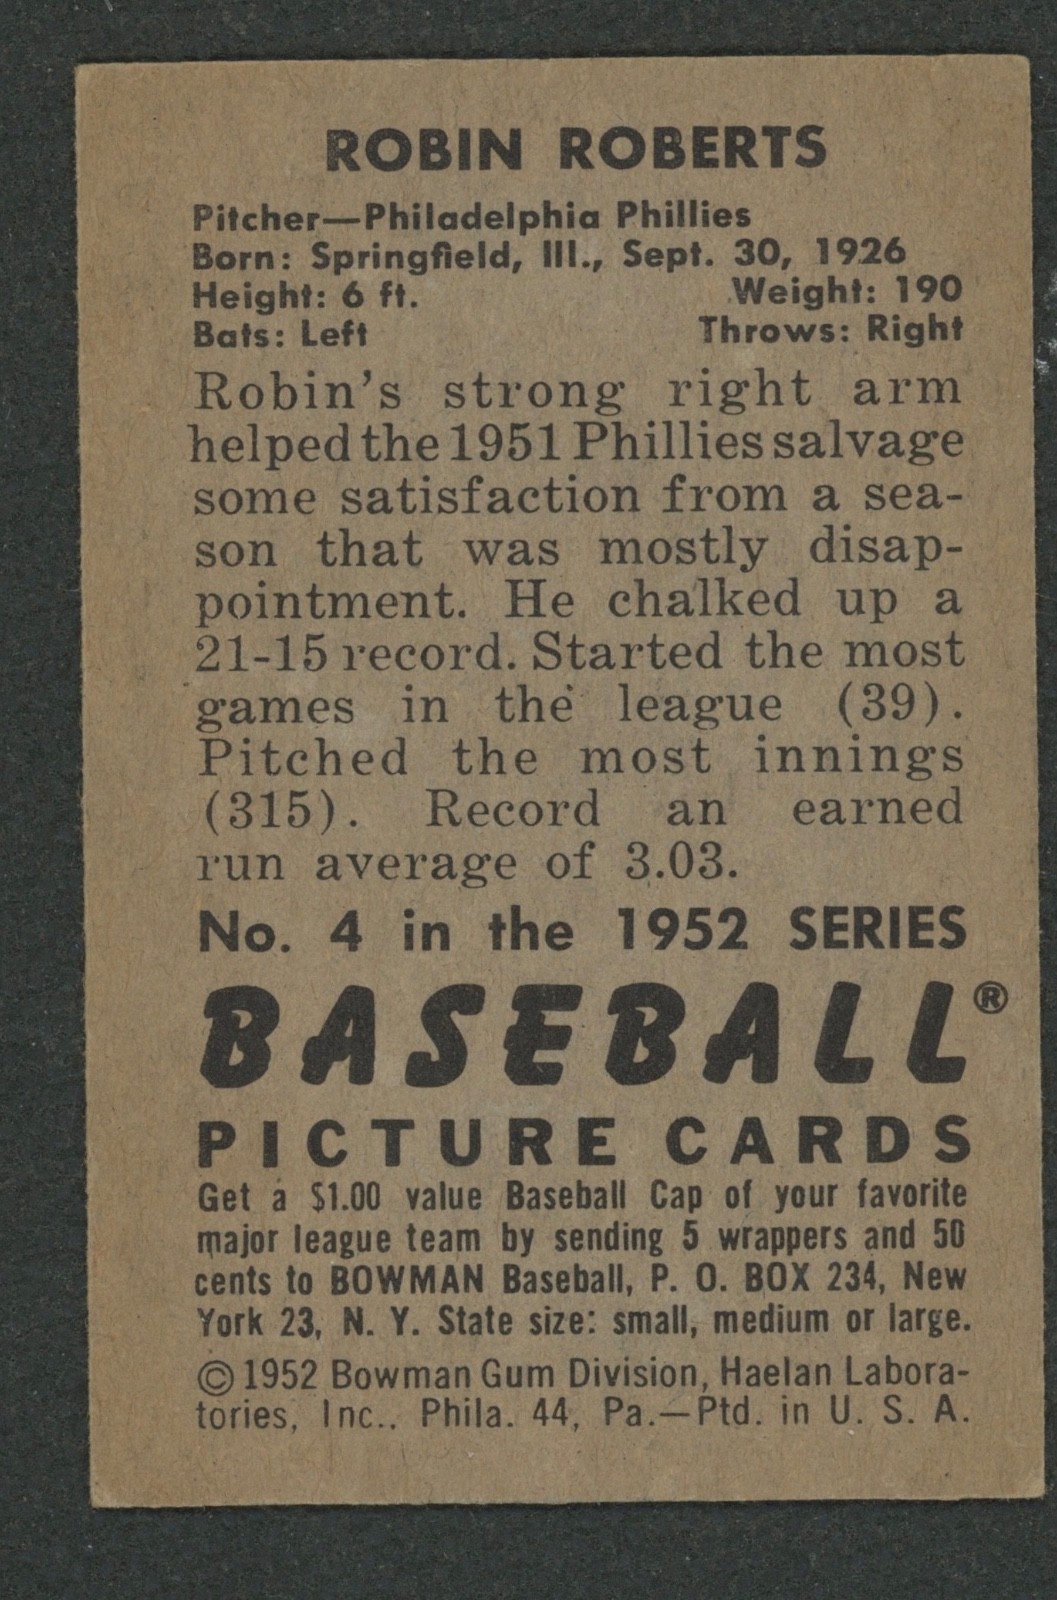 ROBIN ROBERTS
Pitcher—Philadelphia Phillies
Born: Springfield, Ill., Sept. 30, 1926
Height: 6 ft. Weight: 190
Bats: Left Throws: Right
Robin's strong right arm
helped the 1951 Phillies salvage
some satisfaction from a sea-
son that was mostly disap-
pointment. He chalked up a
21-15 record. Started the most
games in the league (39).
Pitched the most innings
(315). Record an earned
run average of 3.03.
No. 4 in the 1952 SERIES
BASEBALL®
PICTURE CARDS
Get a $1.00 value Baseball Cap of your favorite
major league team by sending 5 wrappers and 50
cents to BOWMAN Baseball, P. O. BOX 234, New
York 23, N. Y. State size: small, medium or large.
© 1952 Bowman Gum Division, Haelan Labora-
tories, Inc., Phila. 44, Pa.—Ptd. in U. S. A.